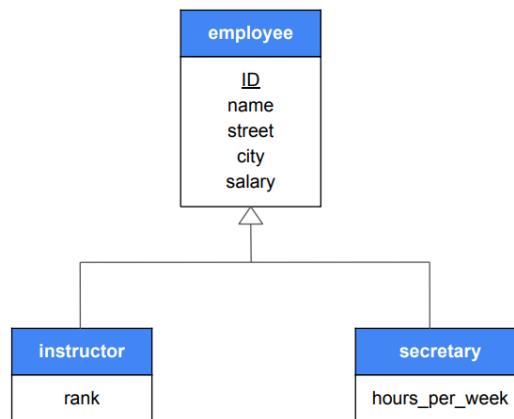 employee
ID
name
street
city
salary
instructor
secretary
rank
hours_per_week